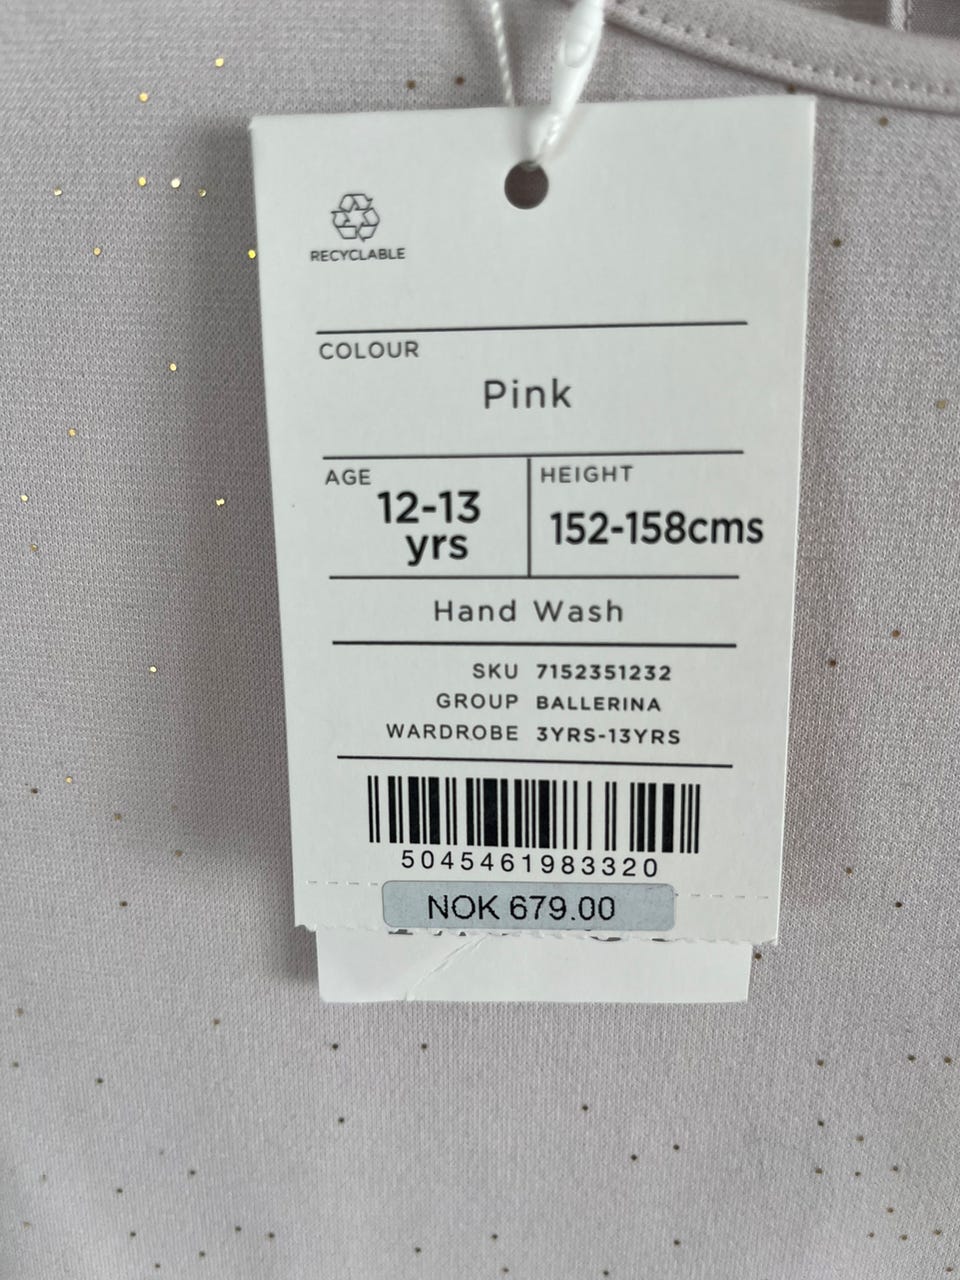 RECYCLABLE
COLOUR
Pink
AGE
12-13
yrs
HEIGHT
152-158cms
Hand Wash
SKU 7152351232
GROUP BALLERINA
WARDROBE 3YRS-13YRS
5045461983320
NOK 679.00